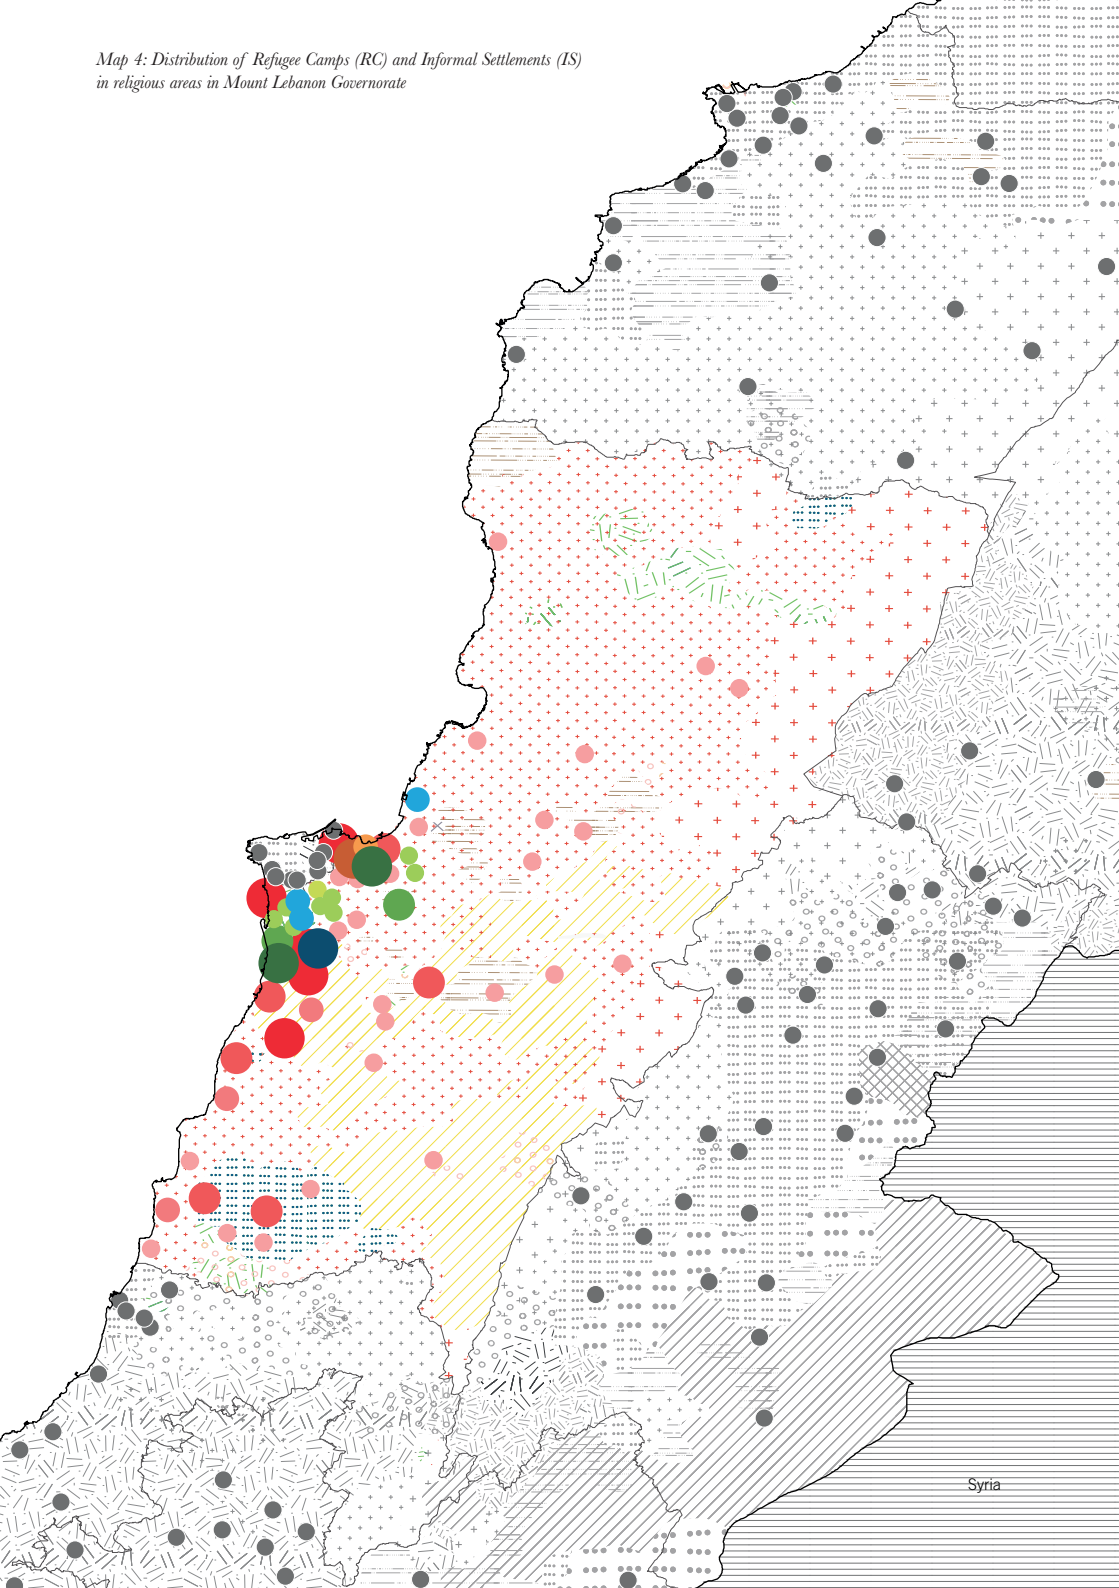 Map 4: Distribution of Refugee Camps (RC) and Informal Settlements (IS)
in religious areas in Mount Lebanon Governorate
Syria